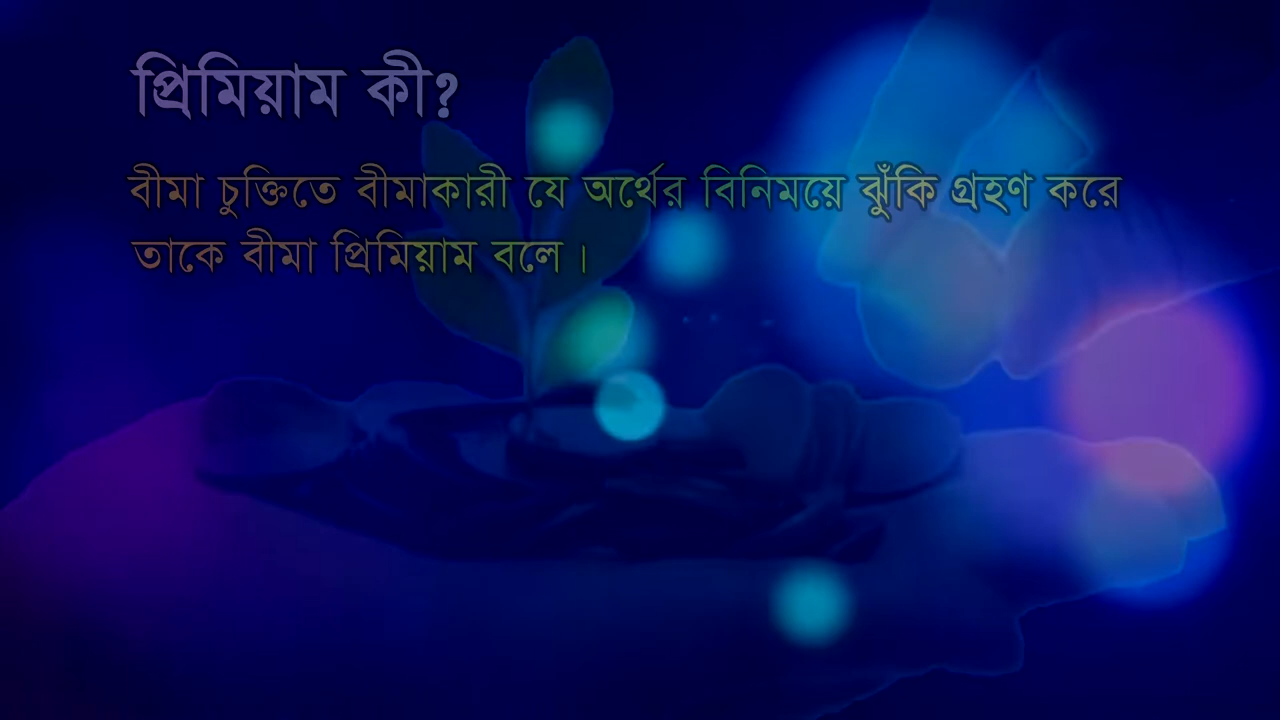 প্রিমিয়াম কী?
বীমা চুক্তিতে বীমাকারী যে অর্থের বিনিময়ে ঝুঁকি গ্রহণ করে
তাকে বীমা প্রিমিয়াম বলে ।